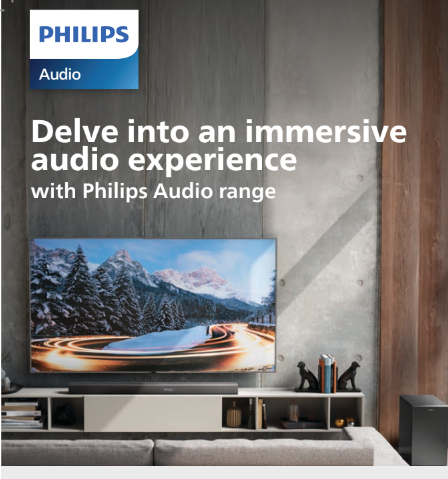 PHILIPS
Audio
Delve into an immersive
audio experience
with Philips Audio range